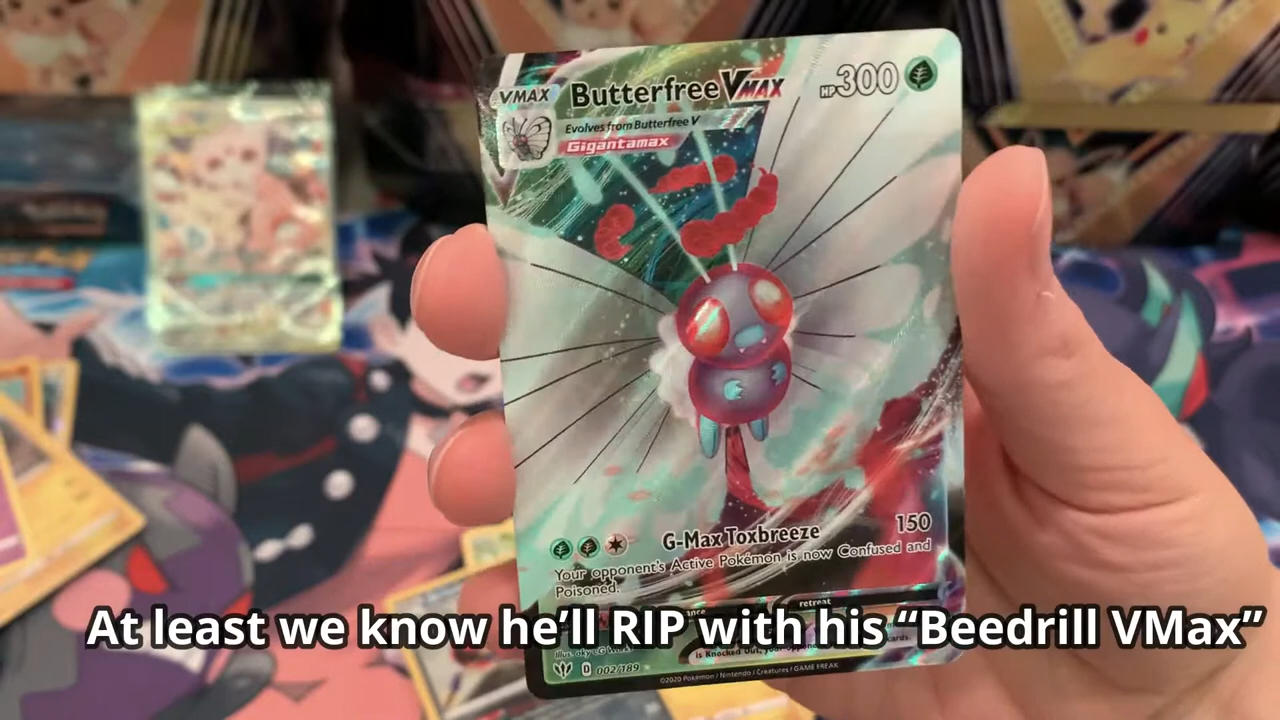 VMAX Butterfree VMAX HP300
Evolves from Butterfree V
Gigantamax
G-Max Toxbreeze 150
Your opponent's Active Pokémon is now Confused and
Poisoned.
retreat
At least we know he'll RIP with his “Beedrill VMax”
is Knocked Out, your
D 002/189
©2020 Pokémon / Nintendo / Creatures / GAME FREAK